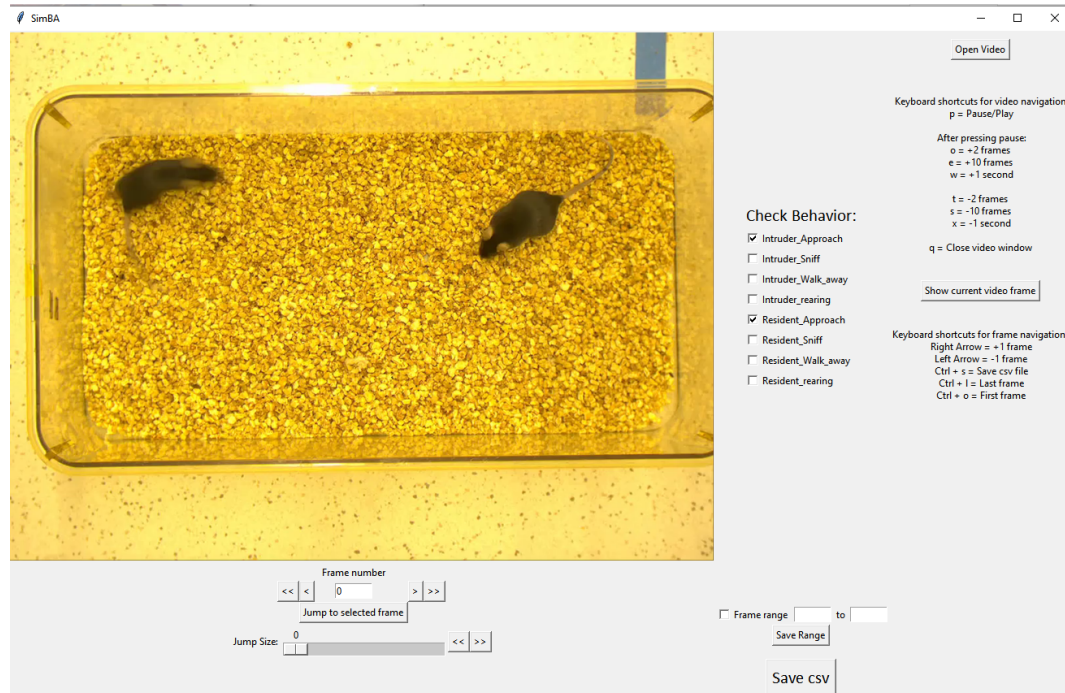 SimBA
Open Video
Keyboard shortcuts for video navigation
p = Pause/Play
After pressing pause:
o = +2 frames
e = +10 frames
w = +1 second
t = -2 frames
s = -10 frames
x = -1 second
q = Close video window
Show current video frame
Keyboard shortcuts for frame navigation
Right Arrow = +1 frame
Left Arrow = -1 frame
Ctrl + s = Save csv file
Ctrl + l = Last frame
Ctrl + o = First frame
Check Behavior:
Intruder_Approach
Intruder_Sniff
Intruder_Walk_away
Intruder_rearing
Resident_Approach
Resident_Sniff
Resident_Walk_away
Resident_rearing
Frame number
<< < 0 > >>
Jump to selected frame
Jump Size: 0 << >>
Frame range to
Save Range
Save csv